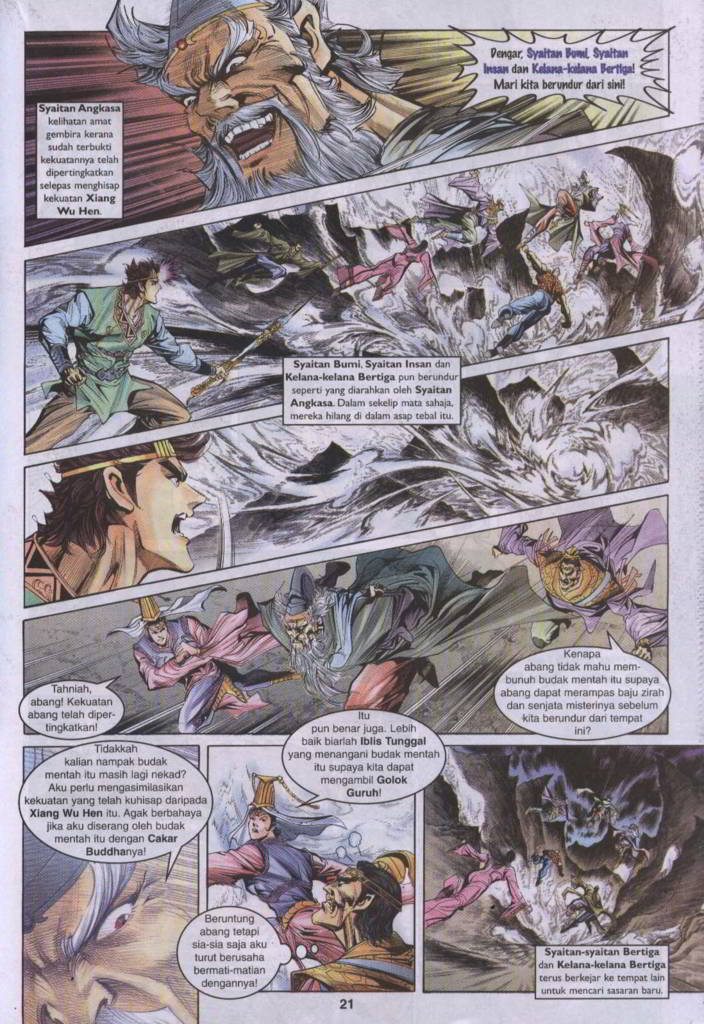 Dengar, Syaitan Bumi, Syaitan
Insan dan Kelana-kelana Bertiga!
Mari kita berundur dari sini!
Syaitan Angkasa
kelihatan amat
gembira kerana
sudah terbukti
kekuatannya telah
dipertingkatkan
selepas menghisap
kekuatan Xiang
Wu Hen.
Syaitan Bumi, Syaitan Insan dan
Kelana-kelana Bertiga pun berundur
seperti yang diarahkan oleh Syaitan
Angkasa. Dalam sekelip mata sahaja,
mereka hilang di dalam asap tebal itu.
Tahniah,
abang! Kekuatan
abang telah diper-
tingkatkan!
Kenapa
abang tidak mahu mem-
bunuh budak mentah itu supaya
abang dapat merampas baju zirah
dan senjata misterinya sebelum
kita berundur dari tempat
ini?
Tidakkah
kalian nampak budak
mentah itu masih lagi nekad?
Aku perlu mengasimilasikan
kekuatan yang telah kuhisap daripada
Xiang Wu Hen itu. Agak berbahaya
jika aku diserang oleh budak
mentah itu dengan Cakar
Buddhanya!
Itu
pun benar juga. Lebih
baik biarlah Iblis Tunggal
yang menangani budak mentah
itu supaya kita dapat
mengambil Golok
Guruh!
Beruntung
abang tetapi
sia-sia saja aku
turut berusaha
bermati-matian
dengannya!
Syaitan-syaitan Bertiga
dan Kelana-kelana Bertiga
terus berkejar ke tempat lain
untuk mencari sasaran baru.
21